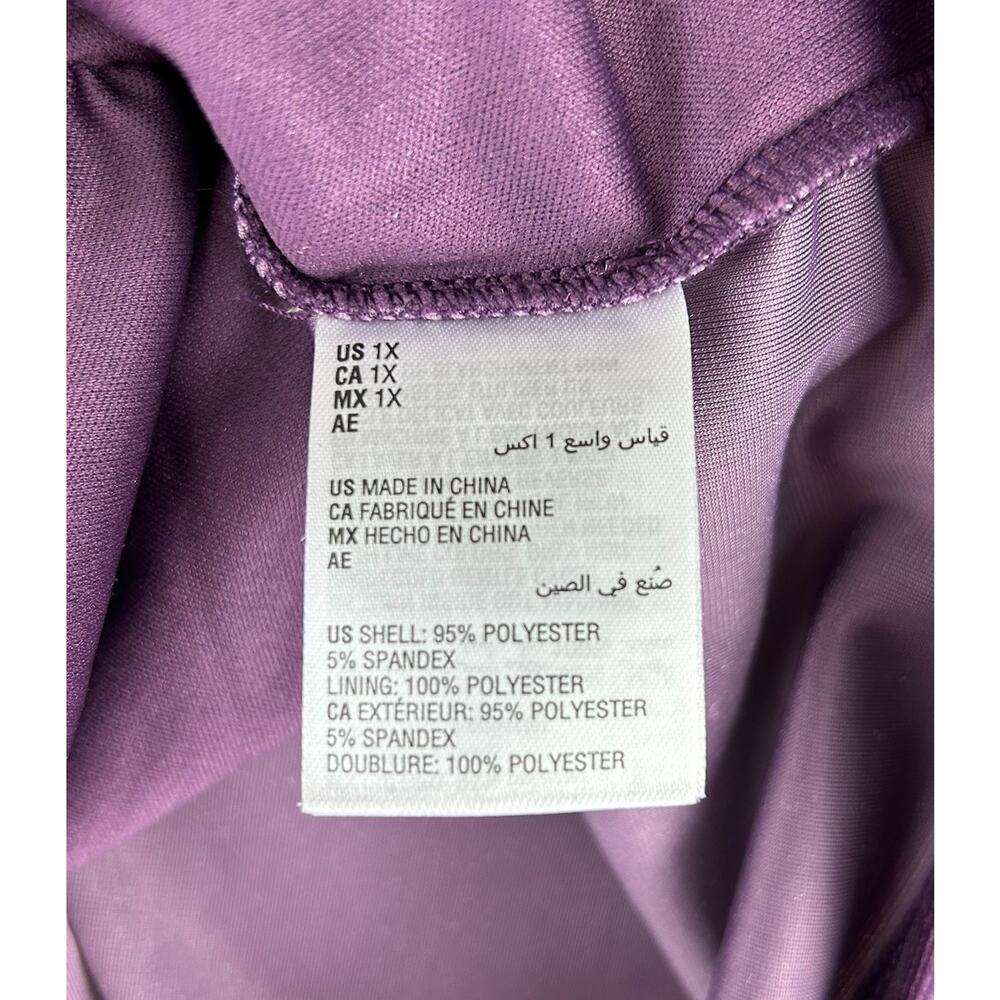 US 1X
CA 1X
MX 1X
AE
قياس واسع 1 اكس
US MADE IN CHINA
CA FABRIQUÉ EN CHINE
MX HECHO EN CHINA
AE
صُنع في الصين
US SHELL: 95% POLYESTER
5% SPANDEX
LINING: 100% POLYESTER
CA EXTÉRIEUR: 95% POLYESTER
5% SPANDEX
DOUBLURE: 100% POLYESTER